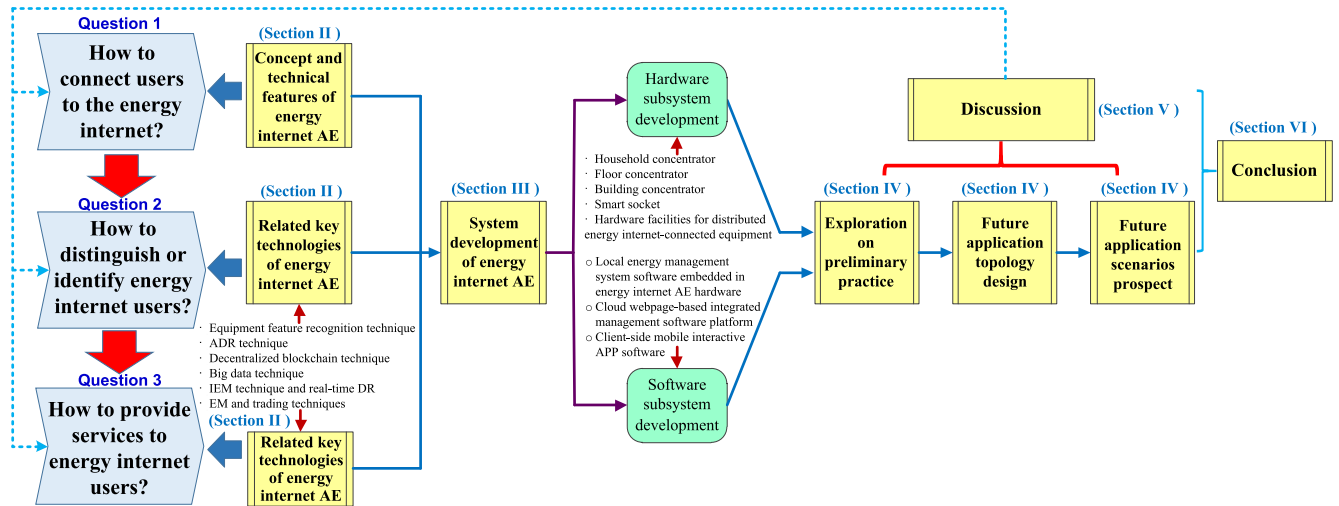 Question 1
How to
connect users
to the energy
internet?
(Section II )
Concept and
technical
features of
energy
internet AE
Question 2
How to
distinguish or
identify energy
internet users?
(Section II )
Related key
technologies
of energy
internet AE
· Equipment feature recognition technique
· ADR technique
· Decentralized blockchain technique
· Big data technique
· IEM technique and real-time DR
· EM and trading techniques
Question 3
How to provide
services to
energy internet
users?
(Section II )
Related key
technologies
of energy
internet AE
(Section III )
System
development
of energy
internet AE
Hardware
subsystem
development
· Household concentrator
· Floor concentrator
· Building concentrator
· Smart socket
· Hardware facilities for distributed
energy internet-connected equipment
o Local energy management
system software embedded in
energy internet AE hardware
o Cloud webpage-based integrated
management software platform
o Client-side mobile interactive
APP software
Software
subsystem
development
(Section IV )
Exploration on
preliminary
practice
(Section IV )
Future
application
topology
design
(Section IV )
Future
application
scenarios
prospect
Discussion
(Section V )
(Section VI )
Conclusion